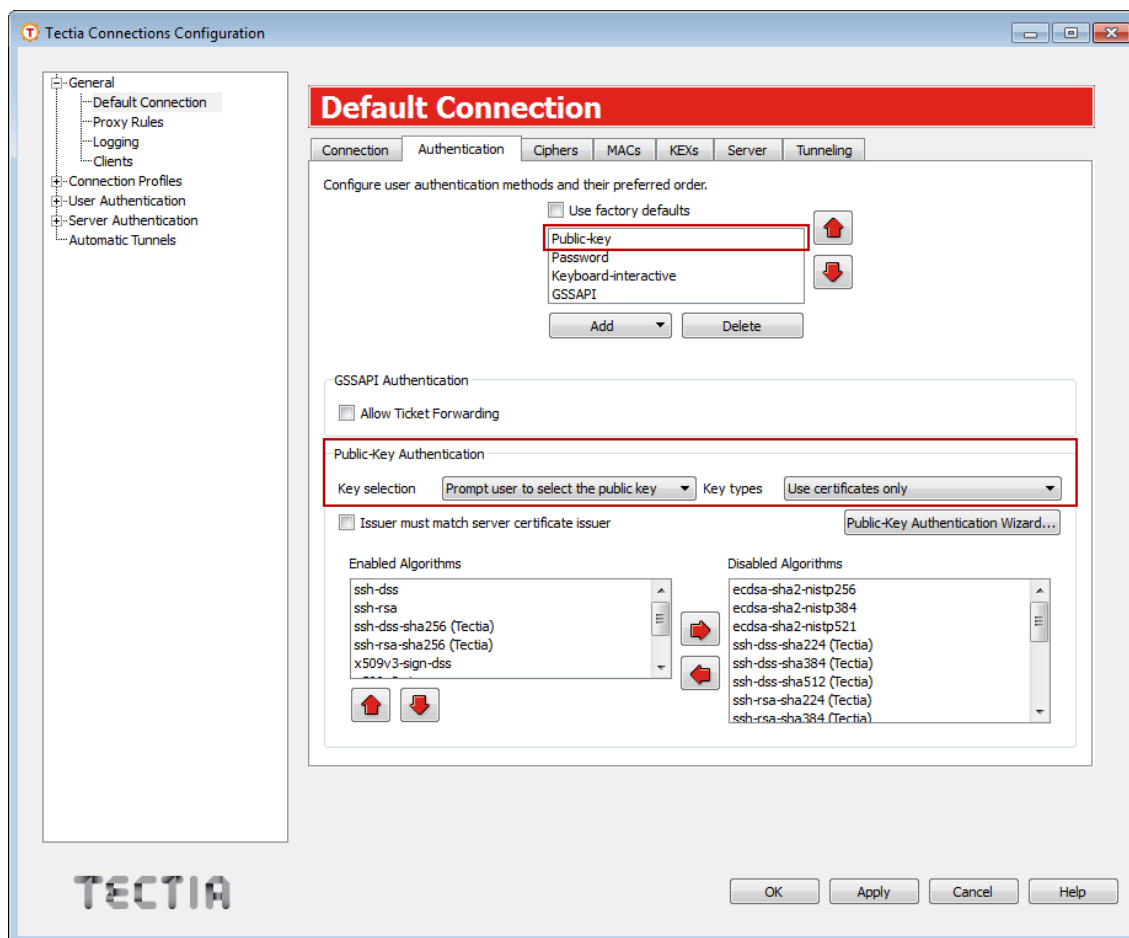 Tectia Connections Configuration
General
Default Connection
Proxy Rules
Logging
Clients
Connection Profiles
User Authentication
Server Authentication
Automatic Tunnels
Default Connection
Connection Authentication Ciphers MACs KEXs Server Tunneling
Configure user authentication methods and their preferred order.
Use factory defaults
Public-key
Password
Keyboard-interactive
GSSAPI
Add Delete
GSSAPI Authentication
Allow Ticket Forwarding
Public-Key Authentication
Key selection Prompt user to select the public key Key types Use certificates only
Issuer must match server certificate issuer Public-Key Authentication Wizard...
Enabled Algorithms
ssh-dss
ssh-rsa
ssh-dss-sha256 (Tectia)
ssh-rsa-sha256 (Tectia)
x509v3-sign-dss
Disabled Algorithms
ecdsa-sha2-nistp256
ecdsa-sha2-nistp384
ecdsa-sha2-nistp521
ssh-dss-sha224 (Tectia)
ssh-dss-sha384 (Tectia)
ssh-dss-sha512 (Tectia)
ssh-rsa-sha224 (Tectia)
ssh-rsa-sha384 (Tectia)
TECTIA
OK Apply Cancel Help